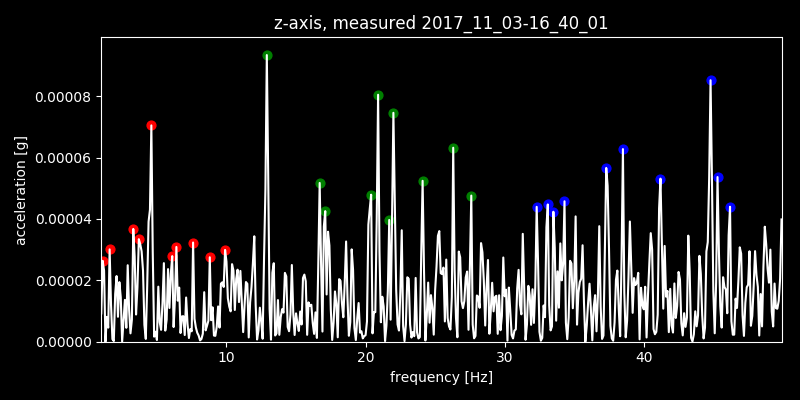 z-axis, measured 2017_11_03-16_40_01
0.00008
0.00006
0.00004
0.00002
0.00000
acceleration [g]
10 20 30 40
frequency [Hz]